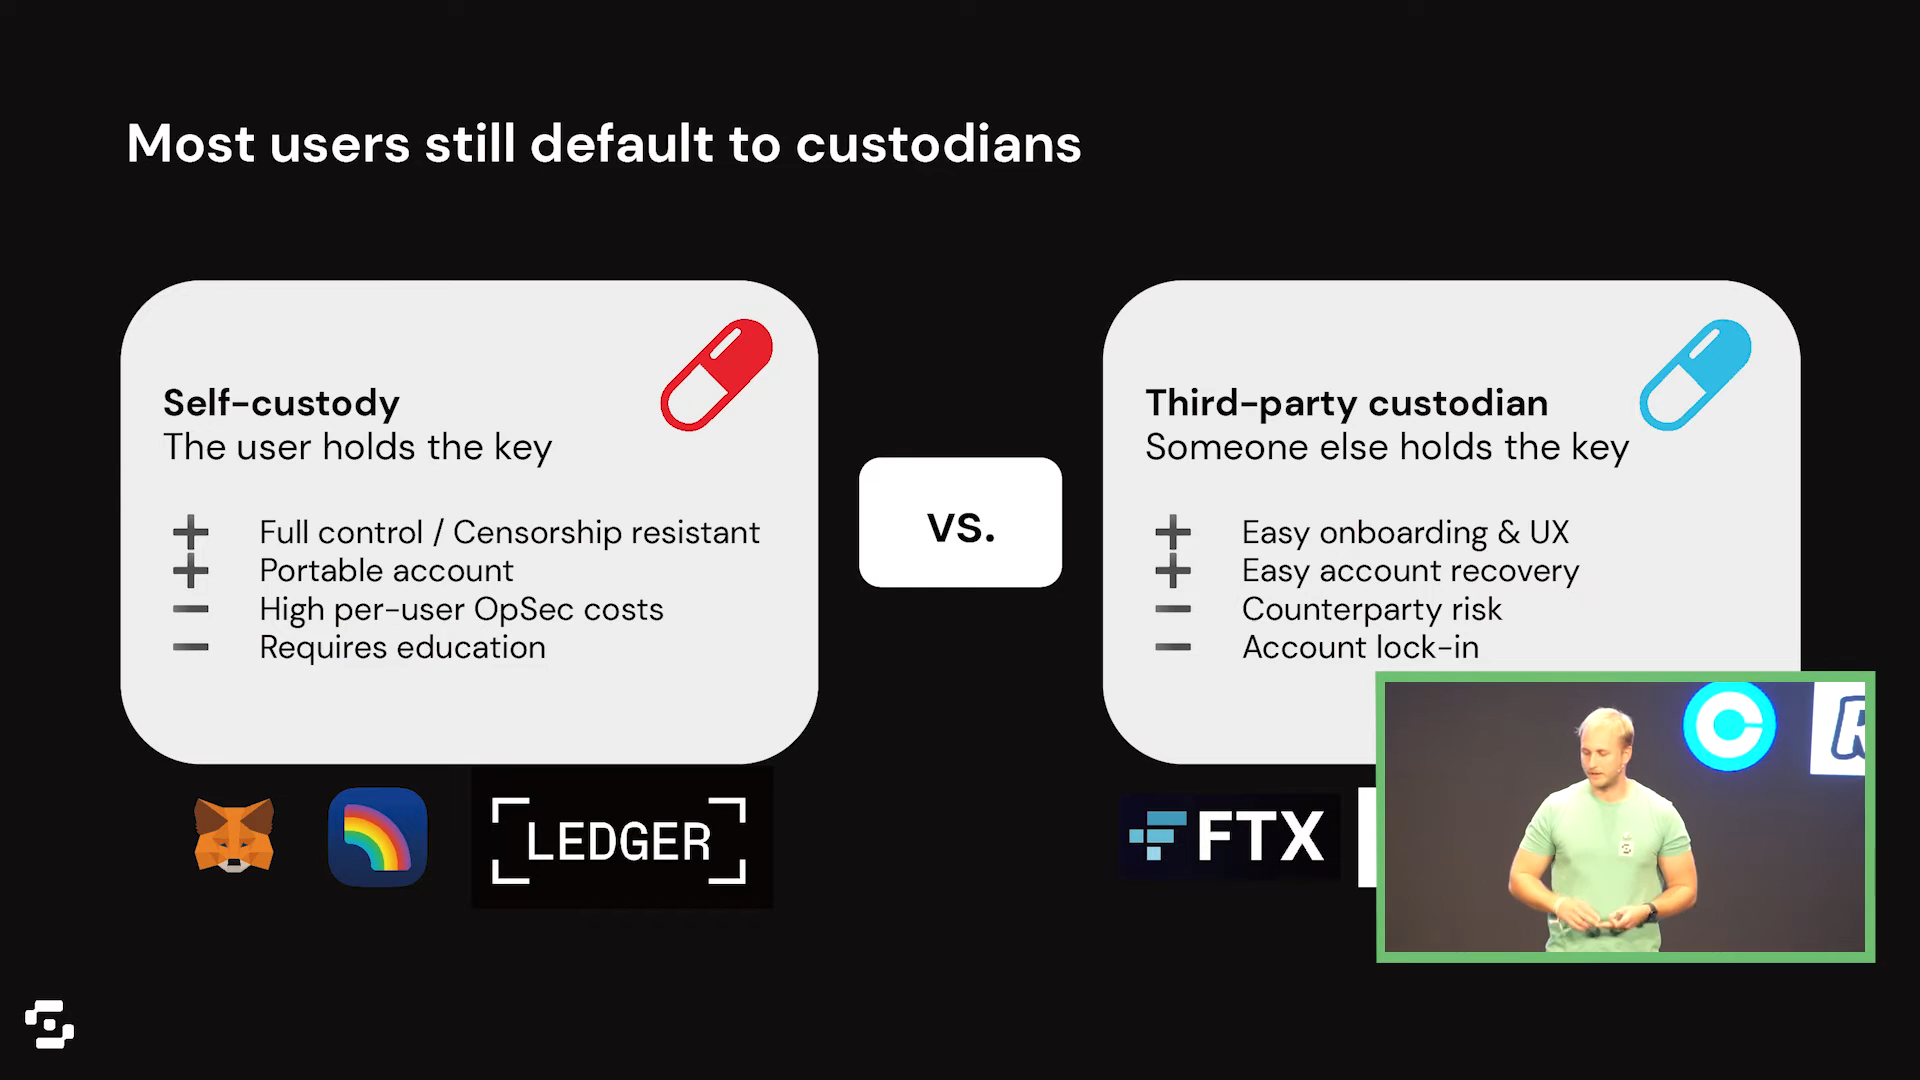 Most users still default to custodians
Self-custody
The user holds the key
+ Full control / Censorship resistant
+ Portable account
− High per-user OpSec costs
− Requires education
LEDGER
vs.
Third-party custodian
Someone else holds the key
+ Easy onboarding & UX
+ Easy account recovery
− Counterparty risk
− Account lock-in
FTX